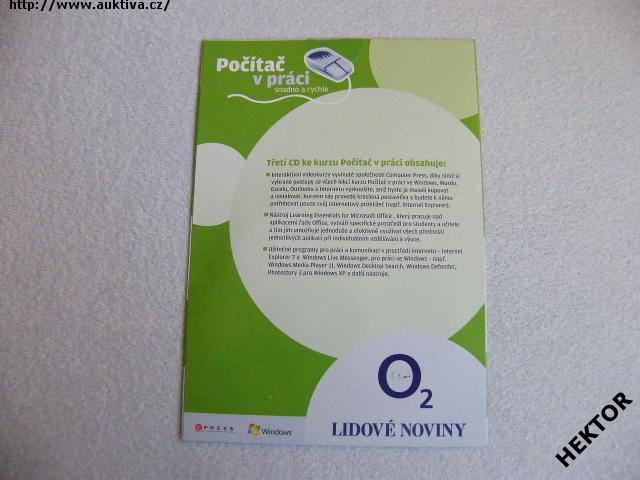 http://www.auktiva.cz/
Počítač
v práci
snadno a rychle
Třetí CD ke kurzu Počítač v práci obsahuje:
Interaktivní videokurzy vyvinuté společností Computer Press, díky nimž si
vybrané postupy ze všech lekcí kurzu Počítač v práci ve Windows, Wordu,
Excelu, Outlooku a Internetu vyzkoušíte, aniž byste je museli kupovat
a instalovat. Kurzem vás provede kreslená postavička a budete k němu
potřebovat pouze svůj internetový prohlížeč (např. Internet Explorer).
Nástroj Learning Essentials for Microsoft Office, který pracuje nad
aplikacemi řady Office, vytváří specifické prostředí pro studenty a učitele
a tím jim umožňuje jednoduše a efektivně využívat všech předností
jednotlivých aplikací při individuálním vzdělávání a výuce.
Užitečné programy pro práci a komunikaci v prostředí internetu – Internet
Explorer 7 a Windows Live Messenger, pro práci ve Windows – např.
Windows Media Player 11, Windows Desktop Search, Windows Defender,
Photostory 3 pro Windows XP a další nástroje.
O2
CPRESS Windows LIDOVÉ NOVINY
HEKTOR